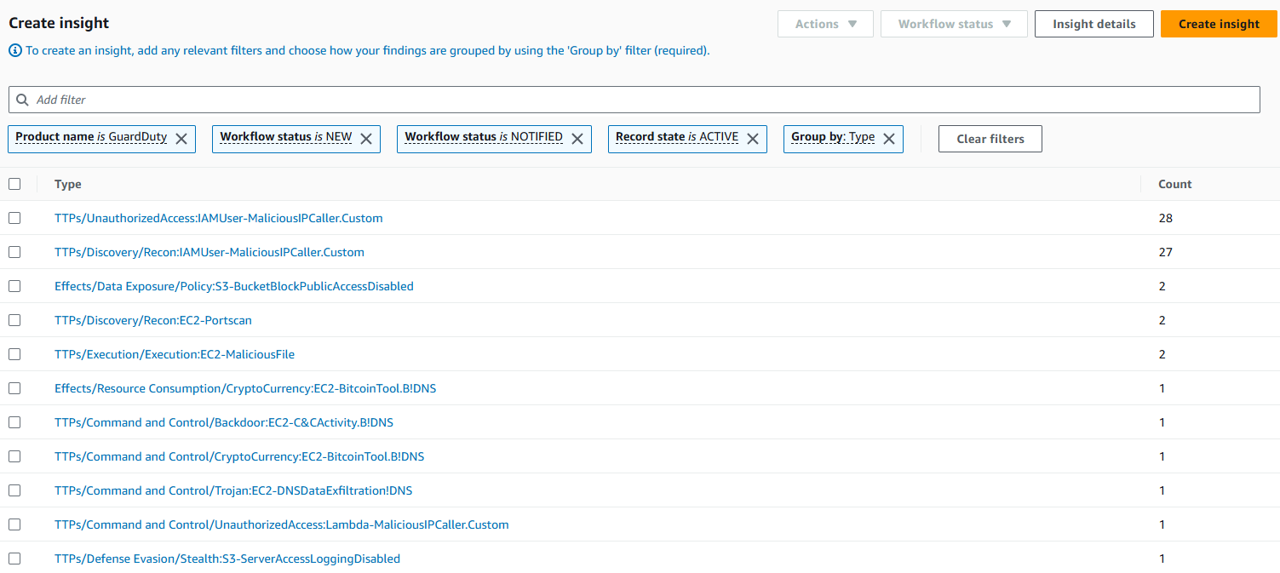 Create insight
Actions
Workflow status
Insight details
Create insight
To create an insight, add any relevant filters and choose how your findings are grouped by using the 'Group by' filter (required).
Add filter
Product name is GuardDuty
Workflow status is NEW
Workflow status is NOTIFIED
Record state is ACTIVE
Group by: Type
Clear filters
Type Count
TTPs/UnauthorizedAccess:IAMUser-MaliciousIPCaller.Custom 28
TTPs/Discovery/Recon:IAMUser-MaliciousIPCaller.Custom 27
Effects/Data Exposure/Policy:S3-BucketBlockPublicAccessDisabled 2
TTPs/Discovery/Recon:EC2-Portscan 2
TTPs/Execution/Execution:EC2-MaliciousFile 2
Effects/Resource Consumption/CryptoCurrency:EC2-BitcoinTool.B!DNS 1
TTPs/Command and Control/Backdoor:EC2-C&CActivity.B!DNS 1
TTPs/Command and Control/CryptoCurrency:EC2-BitcoinTool.B!DNS 1
TTPs/Command and Control/Trojan:EC2-DNSDataExfiltration!DNS 1
TTPs/Command and Control/UnauthorizedAccess:Lambda-MaliciousIPCaller.Custom 1
TTPs/Defense Evasion/Stealth:S3-ServerAccessLoggingDisabled 1